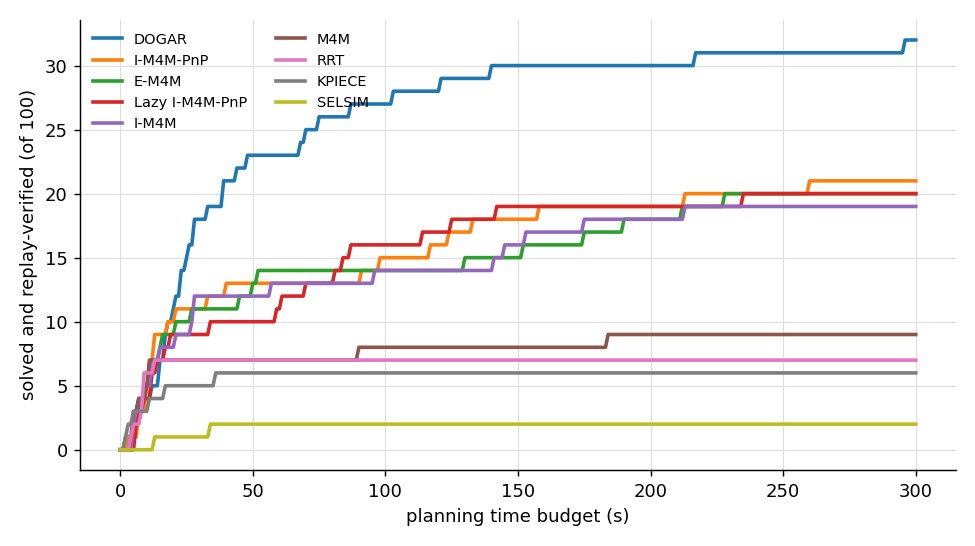 solved and replay-verified (of 100)
30
25
20
15
10
5
0
DOGAR
I-M4M-PnP
E-M4M
Lazy I-M4M-PnP
I-M4M
M4M
RRT
KPIECE
SELSIM
0 50 100 150 200 250 300
planning time budget (s)